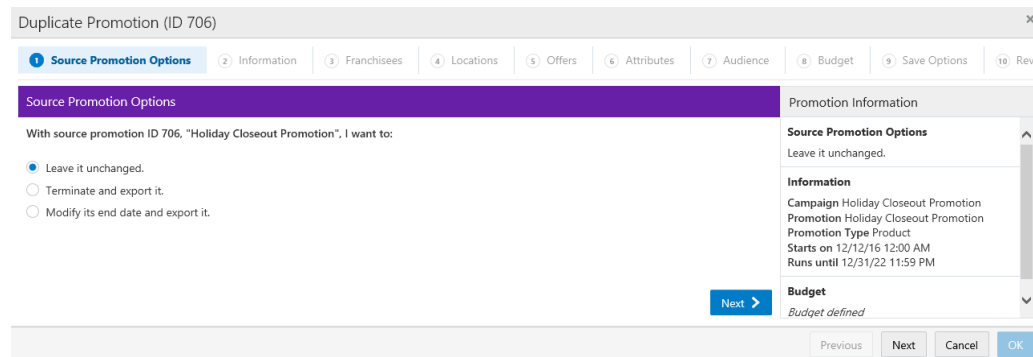 Duplicate Promotion (ID 706)
1 Source Promotion Options
2 Information
3 Franchisees
4 Locations
5 Offers
6 Attributes
7 Audience
8 Budget
9 Save Options
10 Rev
Source Promotion Options
With source promotion ID 706, "Holiday Closeout Promotion", I want to:
Leave it unchanged.
Terminate and export it.
Modify its end date and export it.
Next
Promotion Information
Source Promotion Options
Leave it unchanged.
Information
Campaign Holiday Closeout Promotion
Promotion Holiday Closeout Promotion
Promotion Type Product
Starts on 12/12/16 12:00 AM
Runs until 12/31/22 11:59 PM
Budget
Budget defined
Previous
Next
Cancel
OK